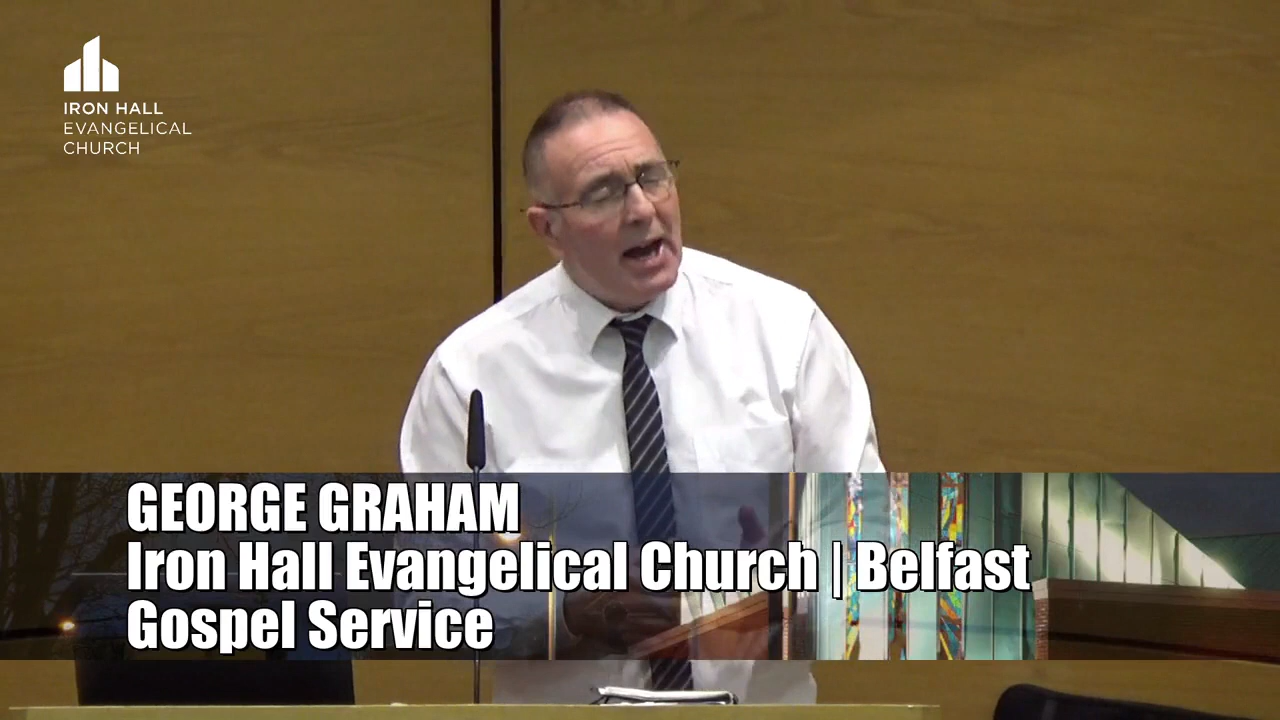 IRON HALL
EVANGELICAL
CHURCH
GEORGE GRAHAM
Iron Hall Evangelical Church | Belfast
Gospel Service